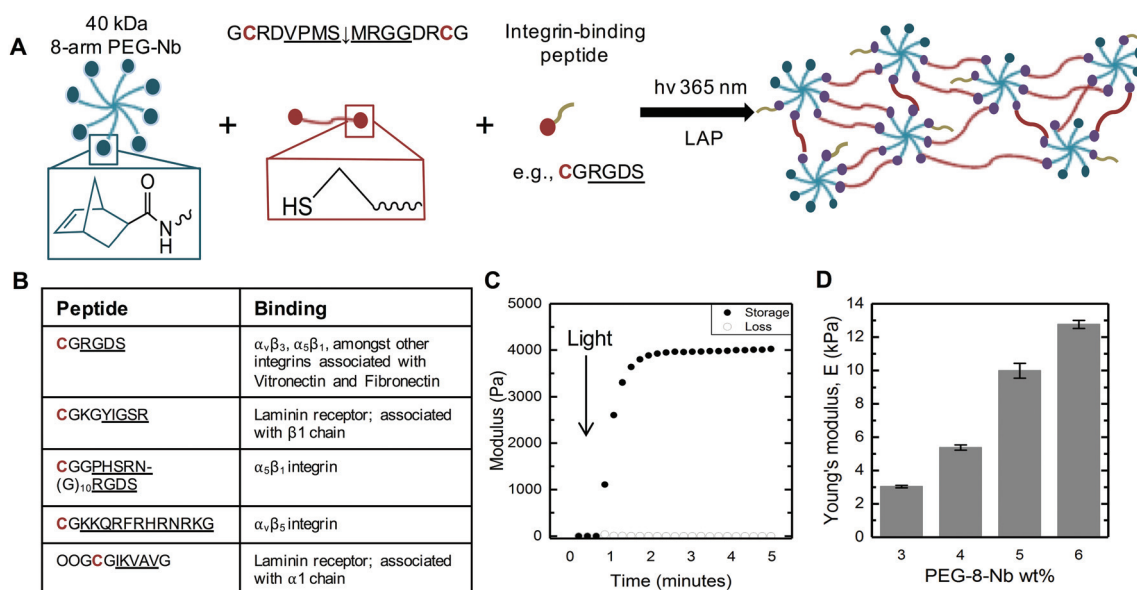 A
40 kDa
8-arm PEG-Nb
+
GCRDVPMS↓MRGGDRCG
HS
+
Integrin-binding
peptide
e.g., CGRGDS
hv 365 nm
LAP
O
N
H
B
Peptide
Binding
CGRGDS
αvβ3, α5β1, amongst other
integrins associated with
Vitronectin and Fibronectin
CGKGYIGSR
Laminin receptor; associated
with β1 chain
CGGPHSRN-
(G)10RGDS
α5β1 integrin
CGKKQRFRHRNRKG
αvβ5 integrin
OOGCGIKVAVG
Laminin receptor; associated
with α1 chain
C
Modulus (Pa)
5000
4000
3000
2000
1000
0
Light
Storage
Loss
0 1 2 3 4 5
Time (minutes)
D
Young's modulus, E (kPa)
14
12
10
8
6
4
2
0
3 4 5 6
PEG-8-Nb wt%